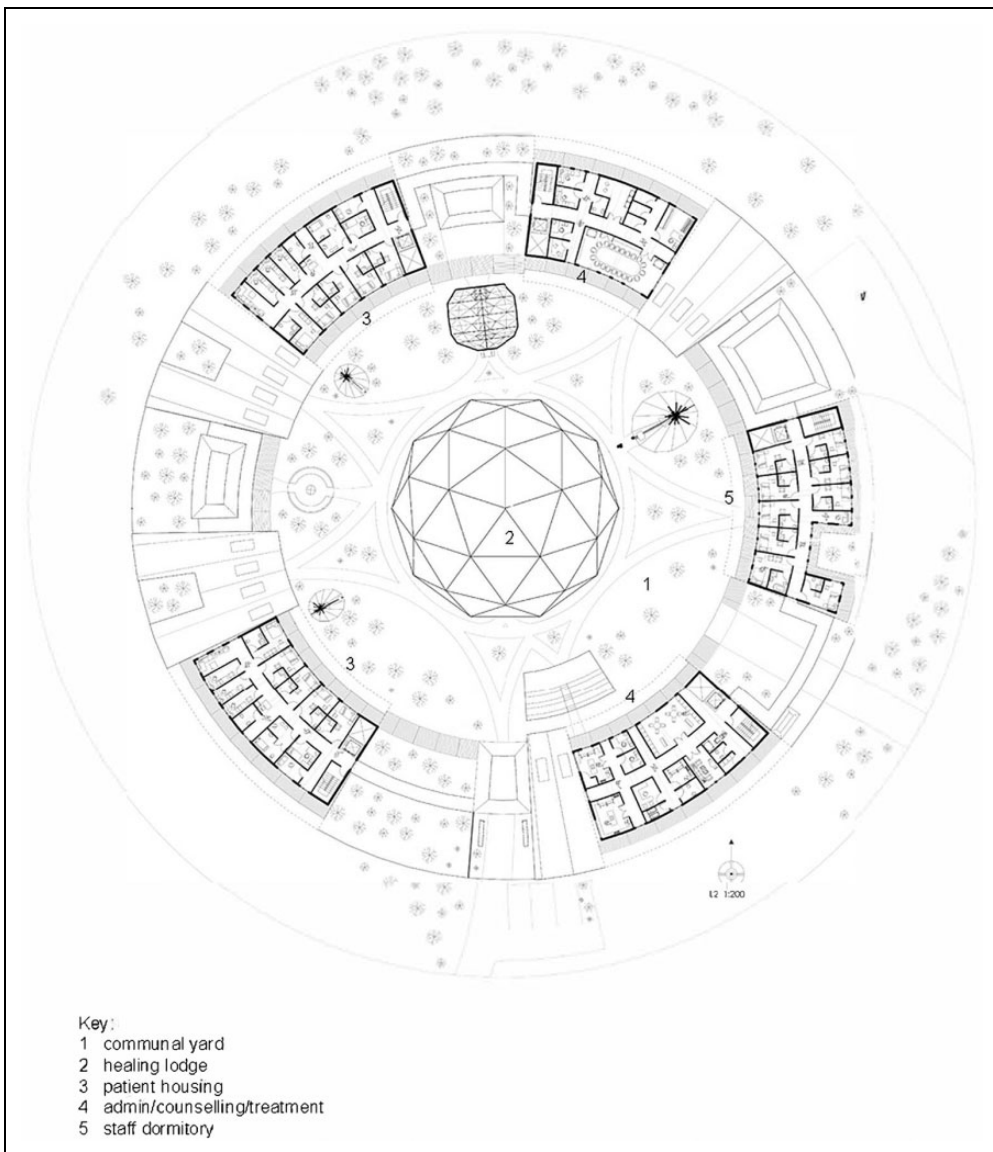 4
3
5
2
1
3
4
L2 1:200
Key:
1 communal yard
2 healing lodge
3 patient housing
4 admin/counselling/treatment
5 staff dormitory